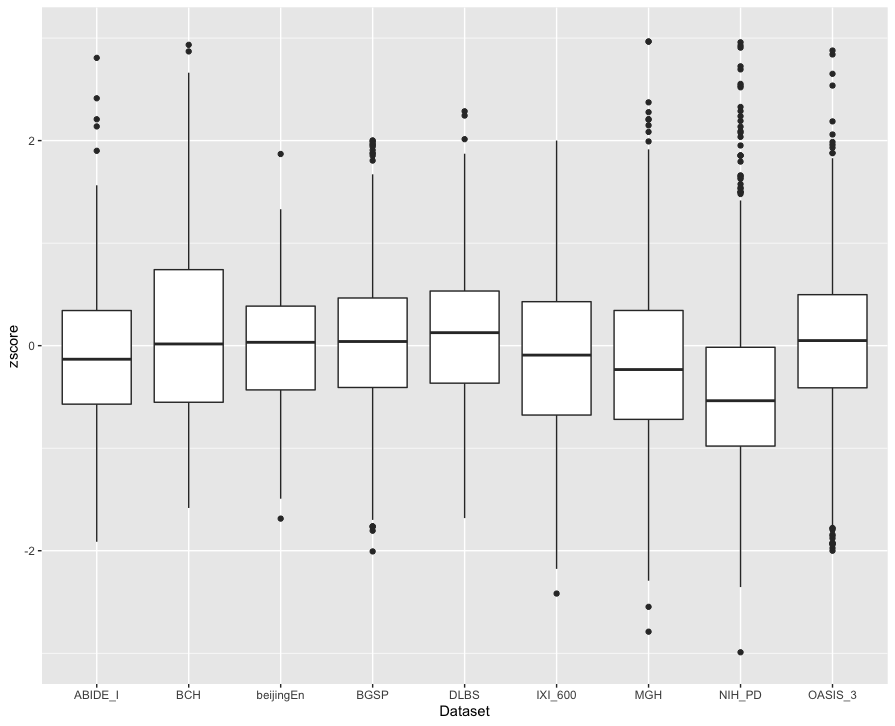 zscore
2
0
-2
ABIDE_I BCH beijingEn BGSP DLBS IXI_600 MGH NIH_PD OASIS_3
Dataset